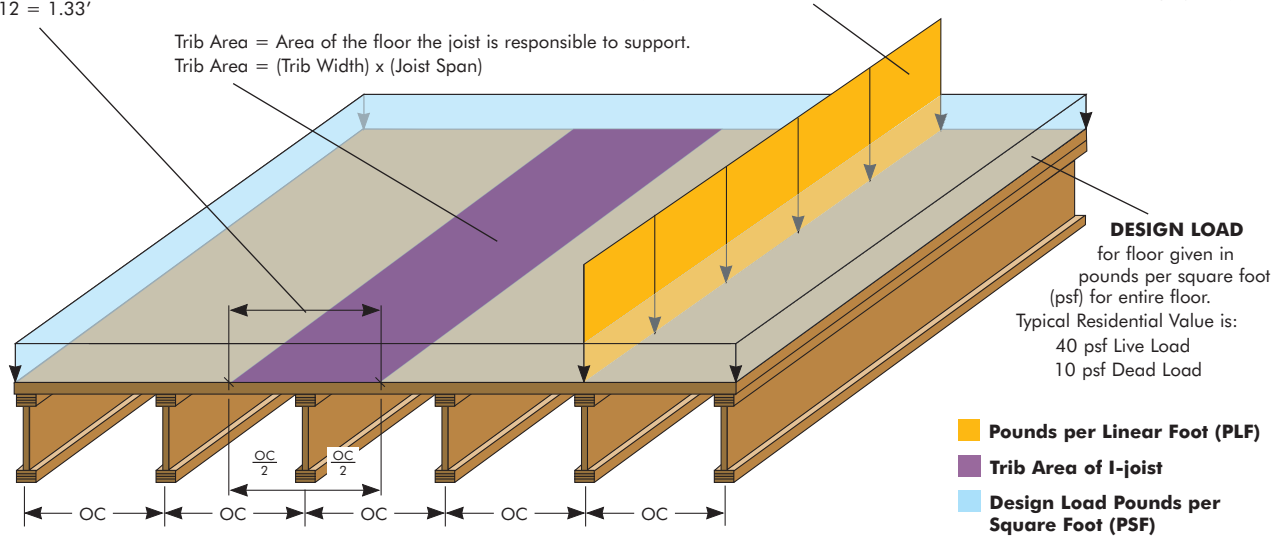 12 = 1.33′
Trib Area = Area of the floor the joist is responsible to support.
Trib Area = (Trib Width) x (Joist Span)
DESIGN LOAD
for floor given in
pounds per square foot
(psf) for entire floor.
Typical Residential Value is:
40 psf Live Load
10 psf Dead Load
Pounds per Linear Foot (PLF)
Trib Area of I-joist
Design Load Pounds per
Square Foot (PSF)
OC
2
OC
2
OC
OC
OC
OC
OC